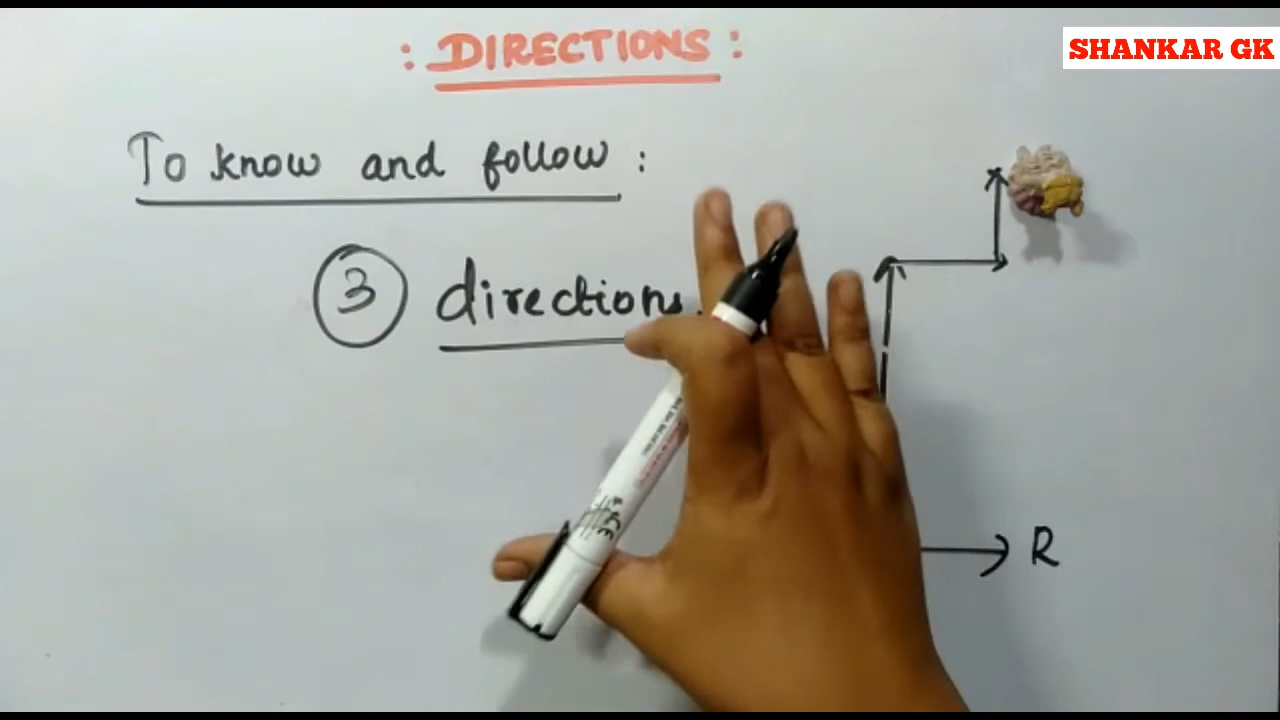 : DIRECTIONS :
SHANKAR GK
To know and follow :
3 directions.
R